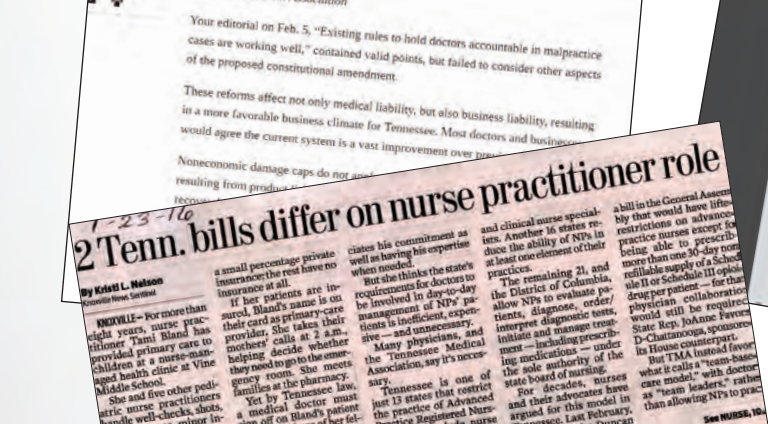 Association
Your editorial on Feb. 5, “Existing rules to hold doctors accountable in malpractice
cases are working well,” contained valid points, but failed to consider other aspects
of the proposed constitutional amendment.
These reforms affect not only medical liability, but also business liability, resulting
in a more favorable business climate for Tennessee. Most doctors and
would agree the current system is a vast improvement over
Noneconomic damage caps do not
resulting from
1-23-16
2 Tenn. bills differ on nurse practitioner role
By Kristi L. Nelson
Knoxville News Sentinel
KNOXVILLE — For more than
eight years, nurse prac-
titioner Tami Bland has
provided primary care to
children at a nurse-man-
aged health clinic at Vine
Middle School.
She and five other pedi-
atric nurse practitioners
handle well-checks, shots,
a small percentage private
insurance; the rest have no
insurance at all.
If her patients are in-
sured, Bland's name is on
their card as primary-care
provider. She takes their
mothers' calls at 2 a.m.,
helping decide whether
they need to go to the emer-
gency room. She meets
families at the pharmacy.
Yet by Tennessee law,
a medical doctor must
sign off on Bland's patient
ciates his commitment as
well as having his expertise
when needed.
But she thinks the state's
requirements for doctors to
be involved in day-to-day
management of NPs' pa-
tients is inefficient, expen-
sive — and unnecessary.
Many physicians, and
the Tennessee Medical
Association, say it's neces-
sary.
Tennessee is one of
just 13 states that restrict
the practice of Advanced
Practice Registered Nurs-
and clinical nurse special-
ists. Another 16 states re-
duce the ability of NPs in
at least one element of their
practices.
The remaining 21, and
the District of Columbia
allow NPs to evaluate pa-
tients, diagnose, order/
interpret diagnostic tests,
initiate and manage treat-
ment — including prescrib-
ing medications — under
the sole authority of the
state board of nursing.
For decades, nurses
and their advocates have
argued for this model in
Last February,
Duncan
a bill in the General Assem-
bly that would have lifted
restrictions on advance
practice nurses except for
being able to prescribe
more than one 30-day non
refillable supply of a Sched
ule II or Schedule III opioid
drug per patient — for that
physician collaboration
would still be required
State Rep. JoAnne Favors
D-Chattanooga, sponsored
its House counterpart.
But TMA instead favors
what it calls a "team-based
care model," with doctors
as "team leaders," rather
than allowing NPs to prac
See NURSE, 10